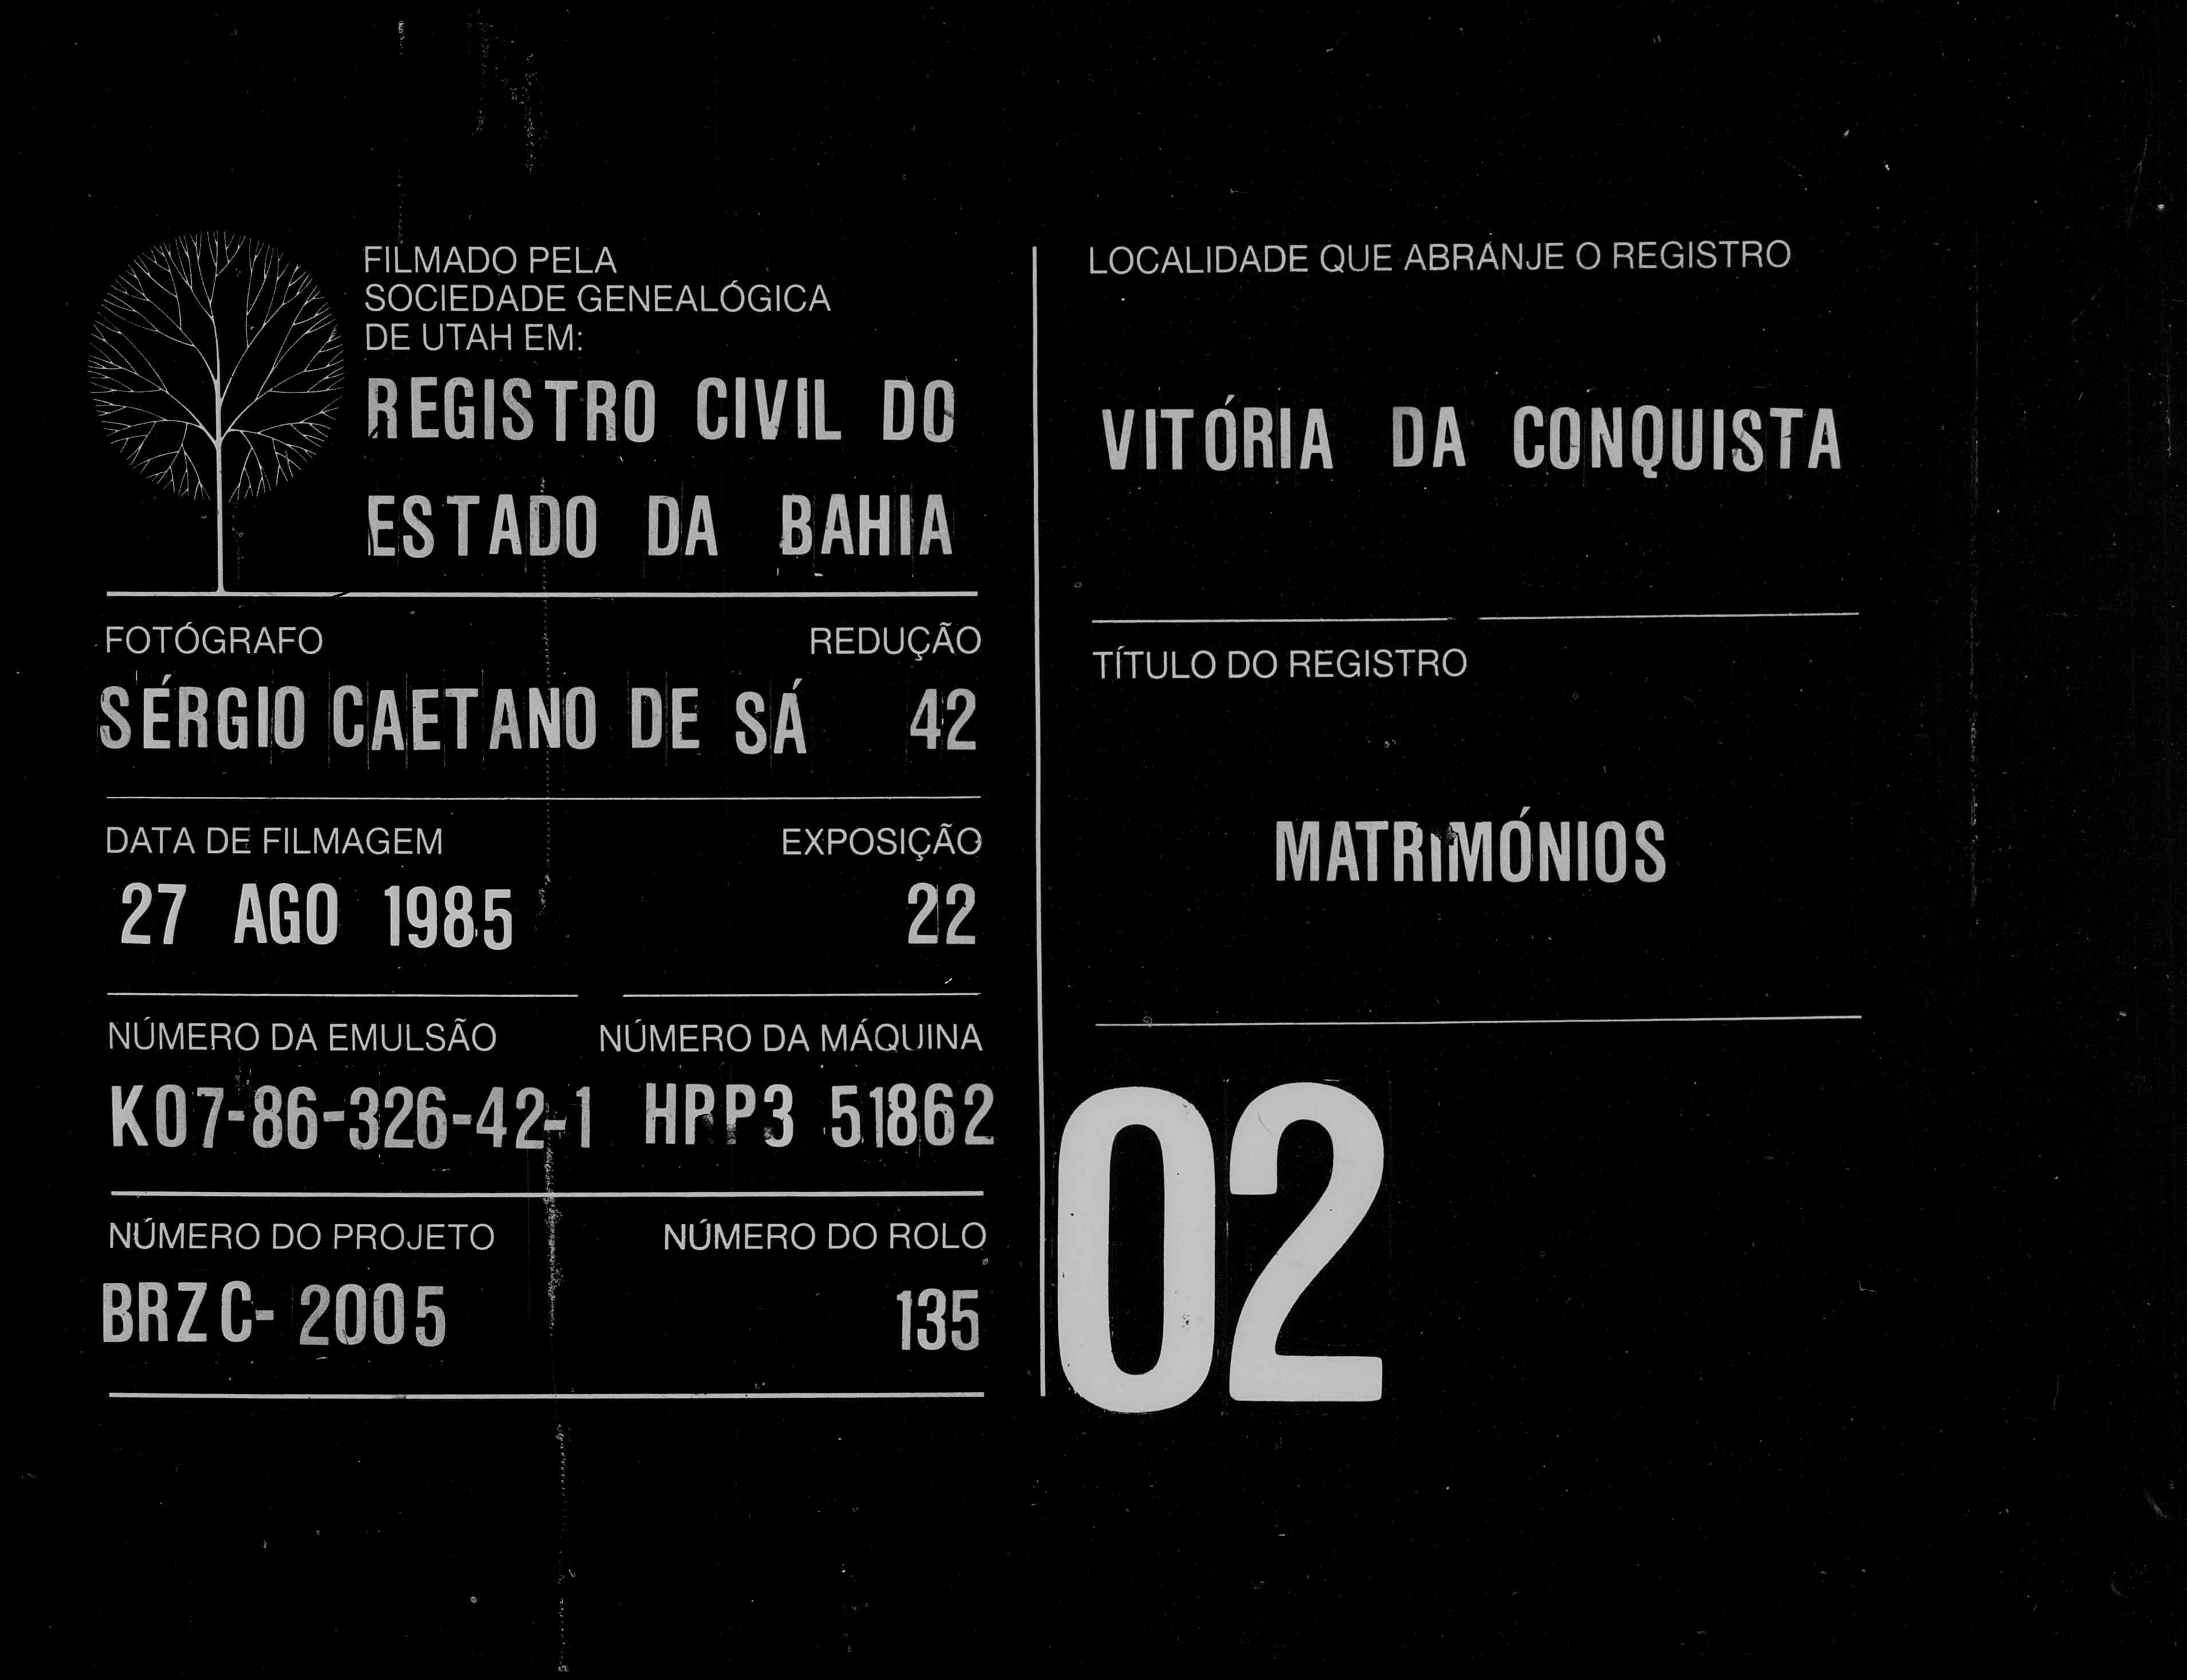 FILMADO PELA
SOCIEDADE GENEALÓGICA
DE UTAH EM:
REGISTRO CIVIL DO
ESTADO DA BAHIA
FOTÓGRAFO REDUÇÃO
SÉRGIO CAETANO DE SÁ 42
DATA DE FILMAGEM EXPOSIÇÃO
27 AGO 1985 22
NÚMERO DA EMULSÃO NÚMERO DA MÁQUINA
K07-86-326-42-1 HPP3 51862
NÚMERO DO PROJETO NÚMERO DO ROLO
BRZC-2005 135
LOCALIDADE QUE ABRANJE O REGISTRO
VITÓRIA DA CONQUISTA
TÍTULO DO REGISTRO
MATRIMÓNIOS
02